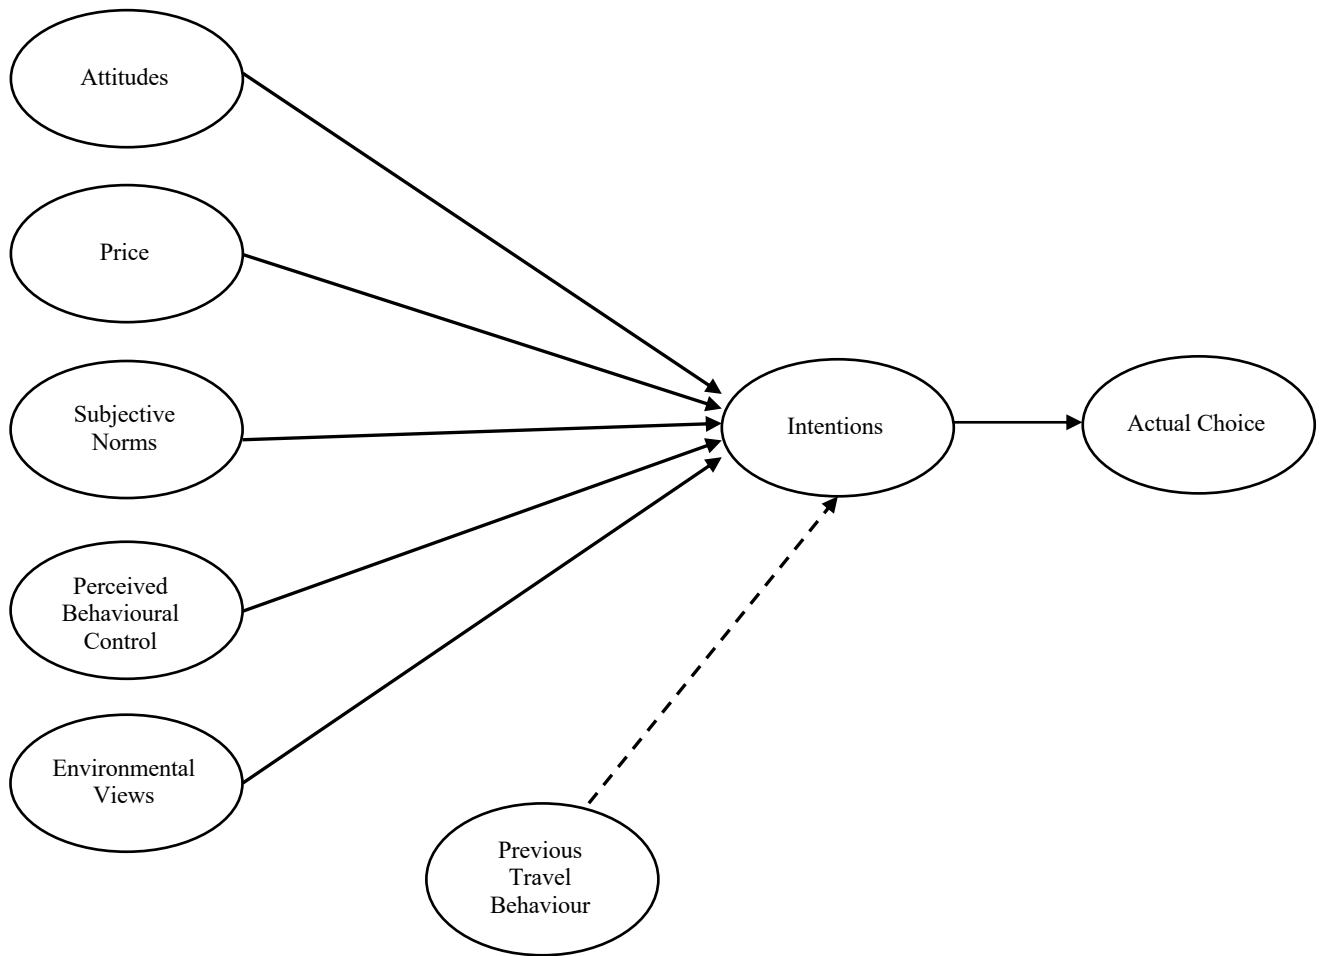 Attitudes
Price
Subjective
Norms
Intentions
Actual Choice
Perceived
Behavioural
Control
Environmental
Views
Previous
Travel
Behaviour